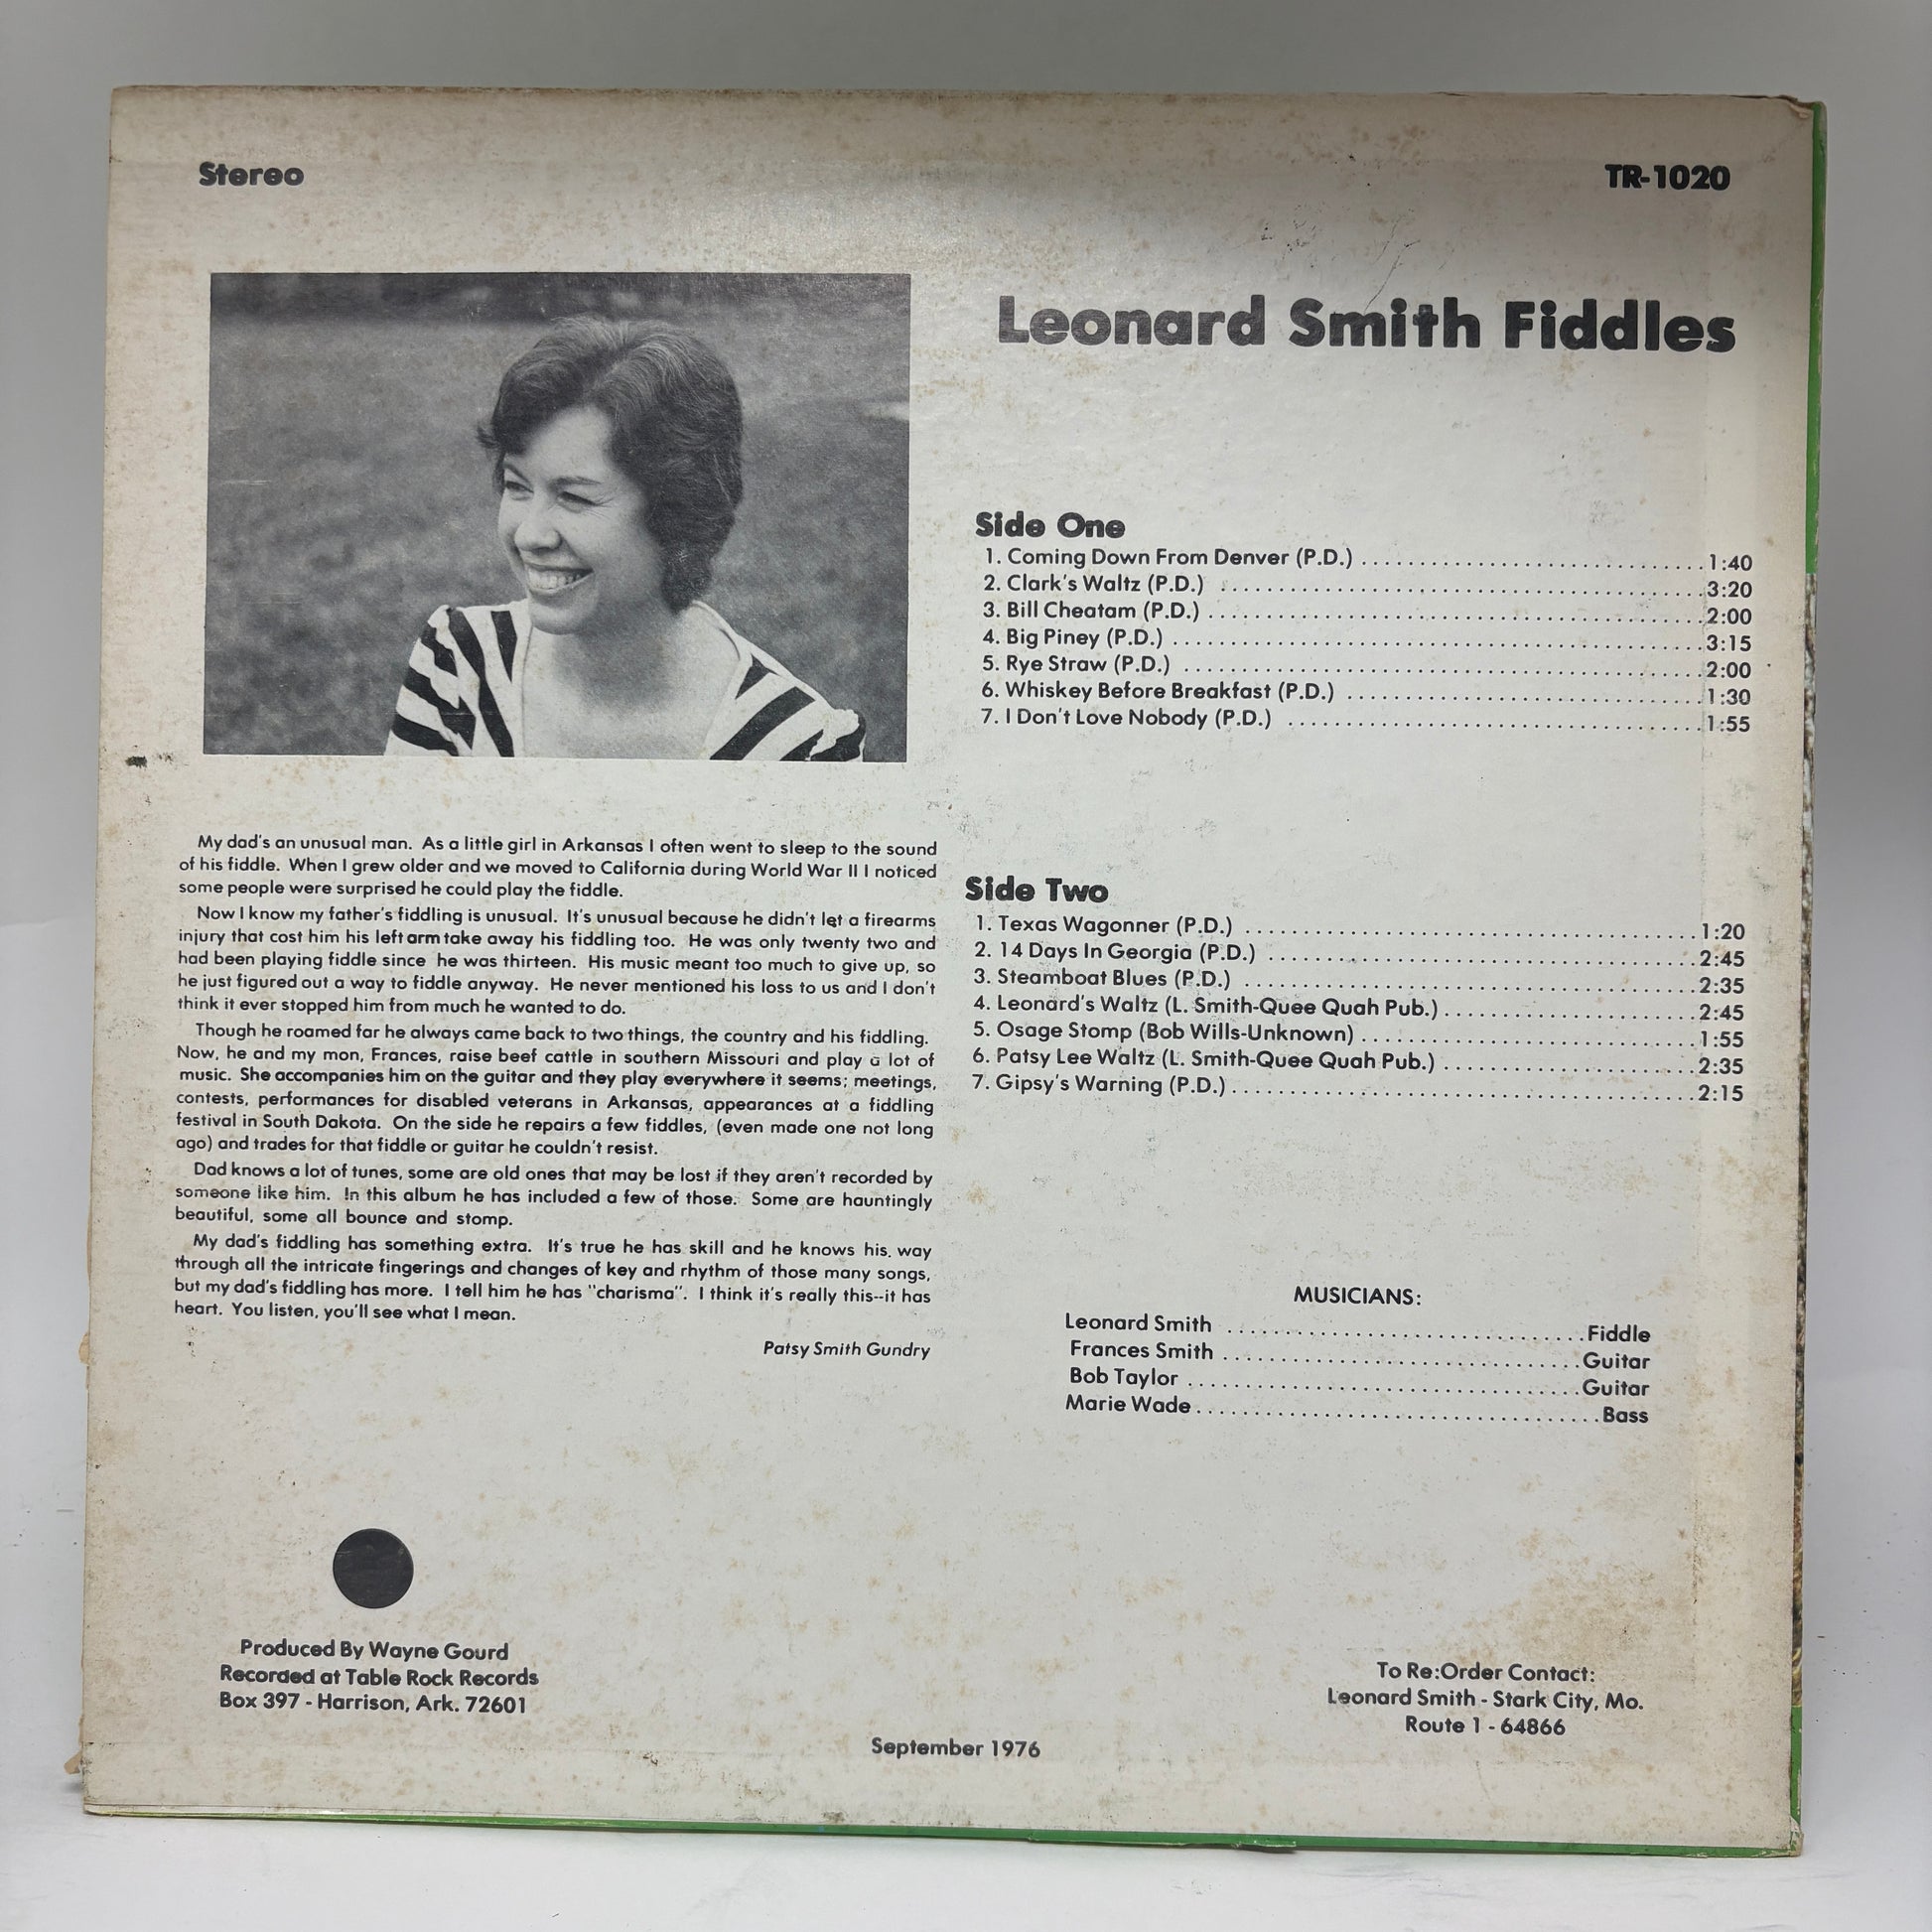 Stereo
TR-1020
Leonard Smith Fiddles
Side One
1. Coming Down From Denver (P.D.) ..............................1:40
2. Clark's Waltz (P.D.) ..........................................3:20
3. Bill Cheatam (P.D.) ..........................................2:00
4. Big Piney (P.D.) .............................................3:15
5. Rye Straw (P.D.) ............................................2:00
6. Whiskey Before Breakfast (P.D.) ..............................1:30
7. I Don't Love Nobody (P.D.) ...................................1:55
My dad's an unusual man. As a little girl in Arkansas I often went to sleep to the sound
of his fiddle. When I grew older and we moved to California during World War II I noticed
some people were surprised he could play the fiddle.
Now I know my father's fiddling is unusual. It's unusual because he didn't let a firearms
injury that cost him his left arm take away his fiddling too. He was only twenty two and
had been playing fiddle since he was thirteen. His music meant too much to give up, so
he just figured out a way to fiddle anyway. He never mentioned his loss to us and I don't
think it ever stopped him from much he wanted to do.
Though he roamed far he always came back to two things, the country and his fiddling.
Now, he and my mon, Frances, raise beef cattle in southern Missouri and play a lot of
music. She accompanies him on the guitar and they play everywhere it seems; meetings,
contests, performances for disabled veterans in Arkansas, appearances at a fiddling
festival in South Dakota. On the side he repairs a few fiddles, (even made one not long
ago) and trades for that fiddle or guitar he couldn't resist.
Dad knows a lot of tunes, some are old ones that may be lost if they aren't recorded by
someone like him. In this album he has included a few of those. Some are hauntingly
beautiful, some all bounce and stomp.
My dad's fiddling has something extra. It's true he has skill and he knows his way
through all the intricate fingerings and changes of key and rhythm of those many songs,
but my dad's fiddling has more. I tell him he has "charisma". I think it's really this--it has
heart. You listen, you'll see what I mean.
Patsy Smith Gundry
Side Two
1. Texas Wagonner (P.D.) .......................................1:20
2. 14 Days In Georgia (P.D.) .....................................2:45
3. Steamboat Blues (P.D.) .......................................2:35
4. Leonard's Waltz (L. Smith-Quee Quah Pub.) ......................2:45
5. Osage Stomp (Bob Wills-Unknown) .............................1:55
6. Patsy Lee Waltz (L. Smith-Quee Quah Pub.) ......................2:35
7. Gipsy's Warning (P.D.) ........................................2:15
MUSICIANS:
Leonard Smith ...............................Fiddle
Frances Smith ...............................Guitar
Bob Taylor ..................................Guitar
Marie Wade ...................................Bass
Produced By Wayne Gourd
Recorded at Table Rock Records
Box 397 - Harrison, Ark. 72601
To Re:Order Contact:
Leonard Smith - Stark City, Mo.
Route 1 - 64866
September 1976